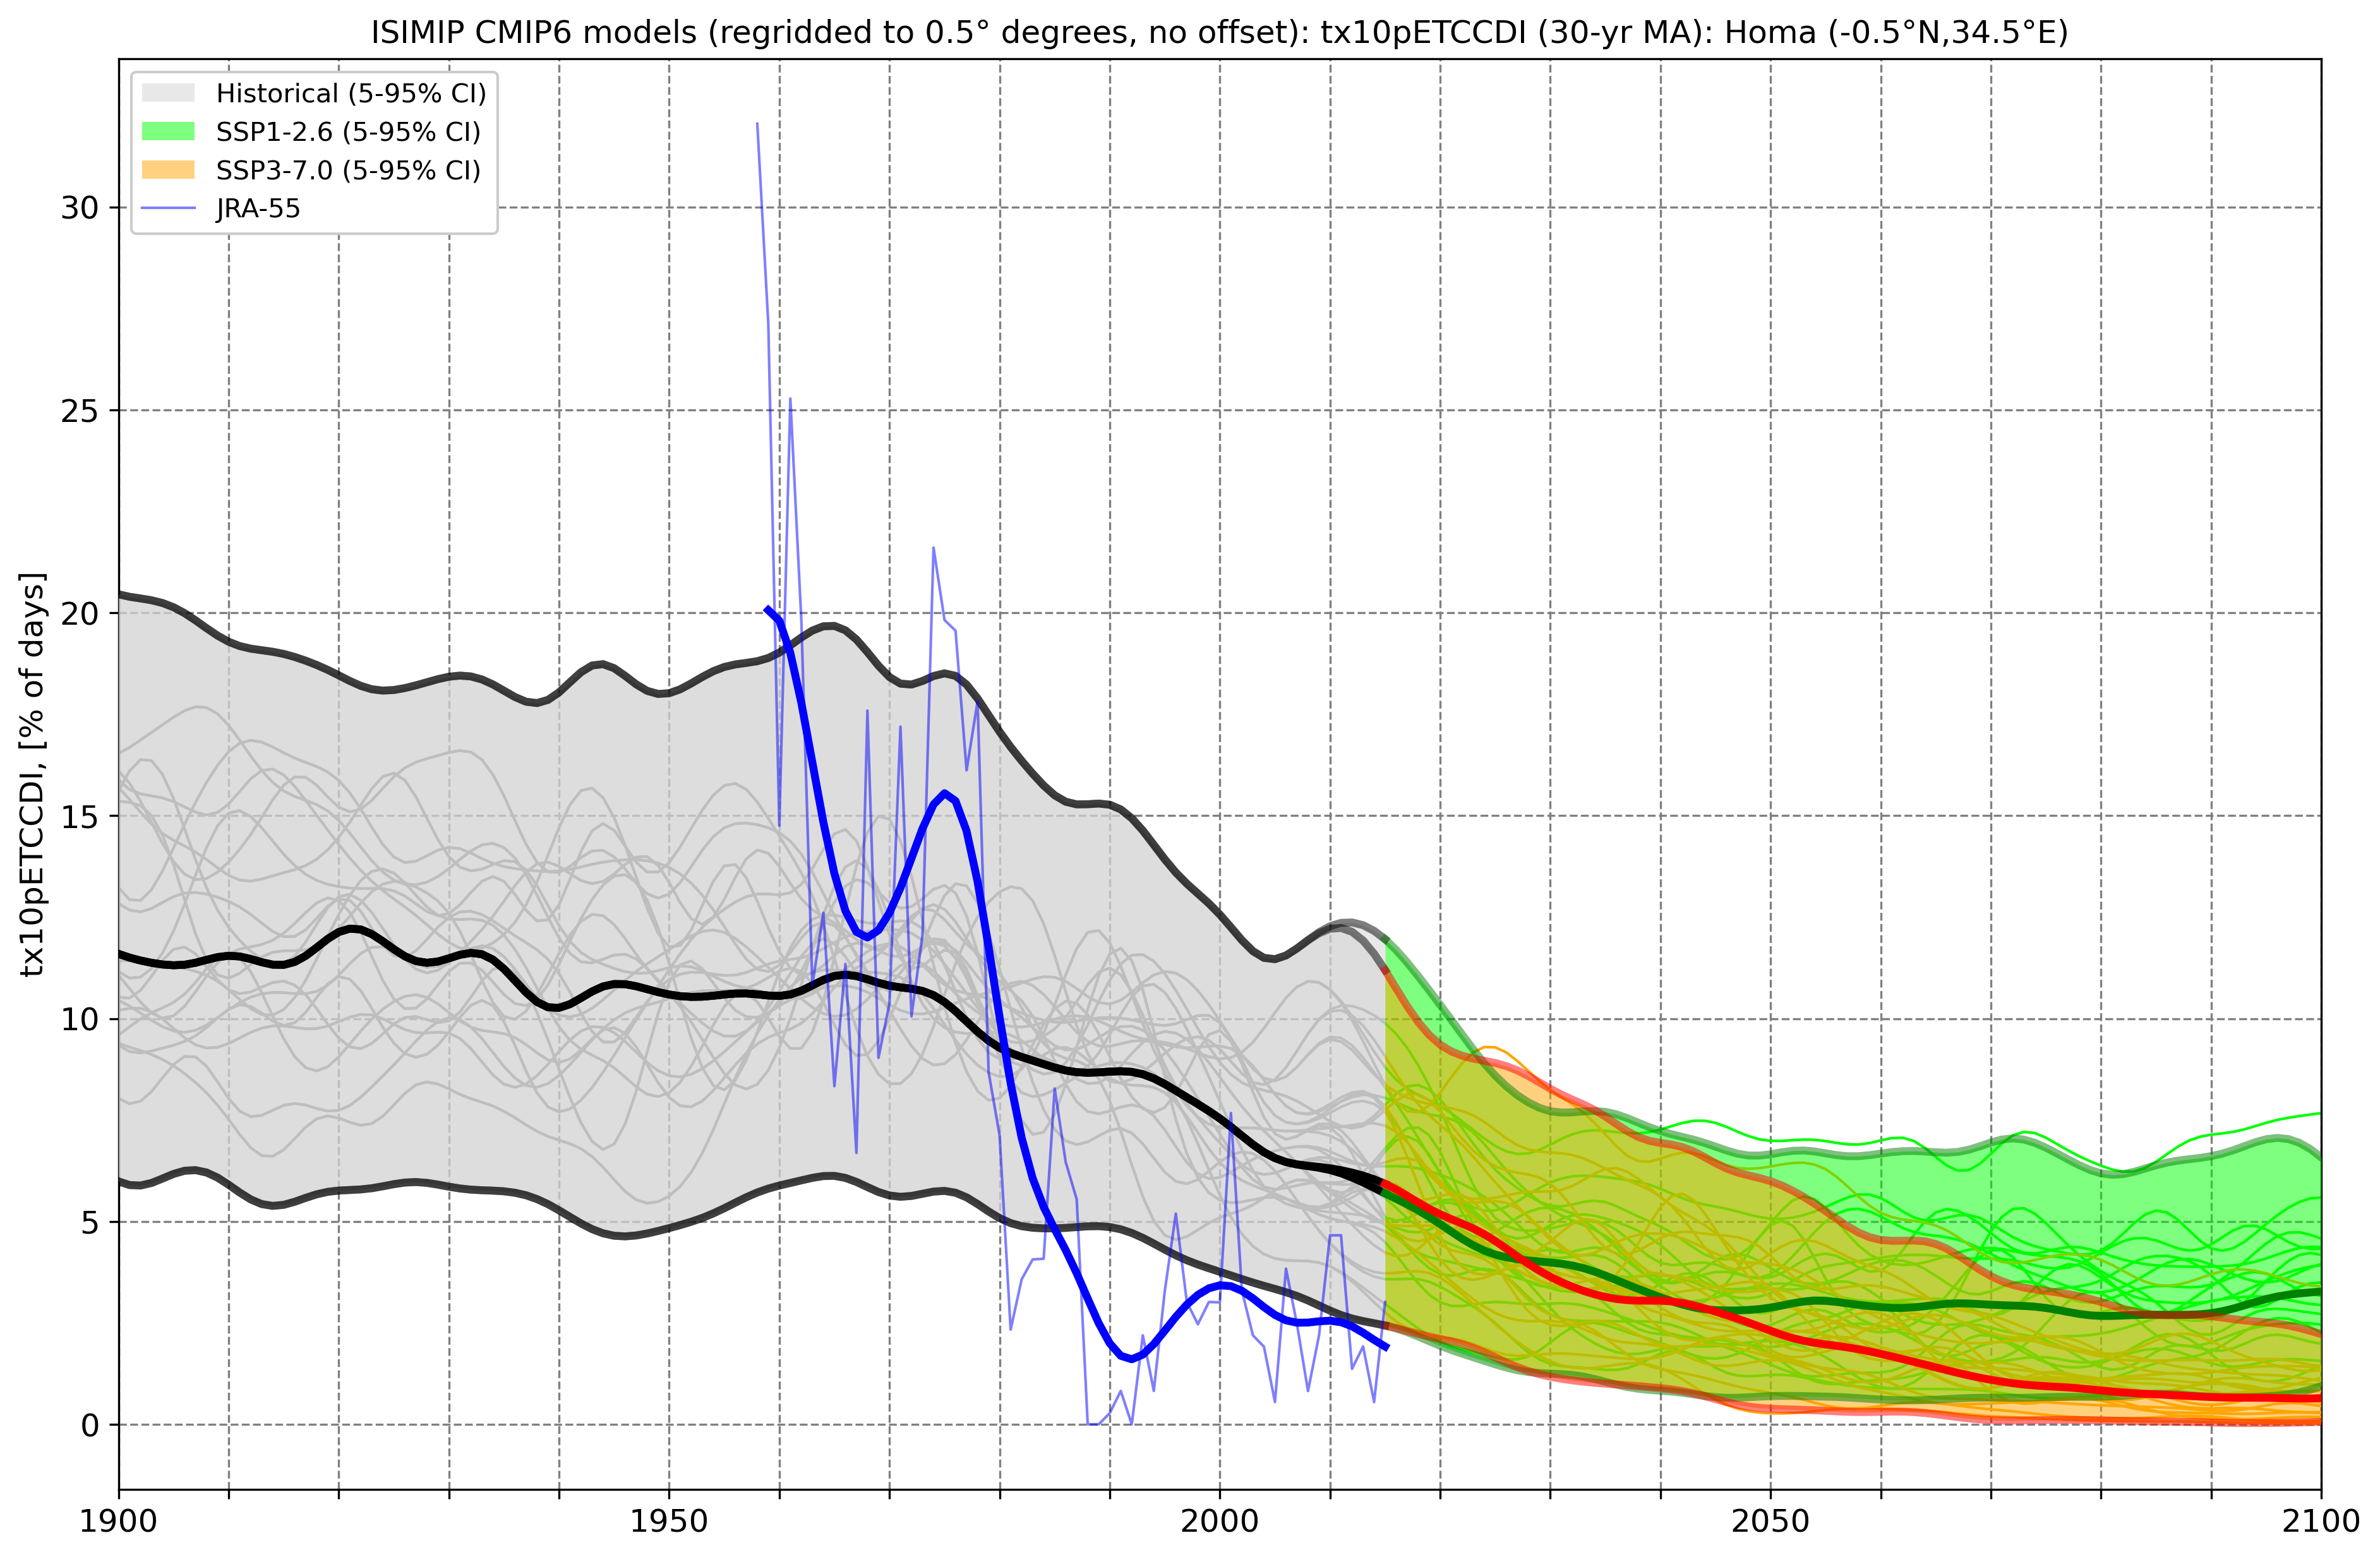 ISIMIP CMIP6 models (regridded to 0.5° degrees, no offset): tx10pETCCDI (30-yr MA): Homa (-0.5°N,34.5°E)
Historical (5-95% CI)
SSP1-2.6 (5-95% CI)
SSP3-7.0 (5-95% CI)
JRA-55
tx10pETCCDI, [% of days]
30
25
20
15
10
5
0
1900
1950
2000
2050
2100